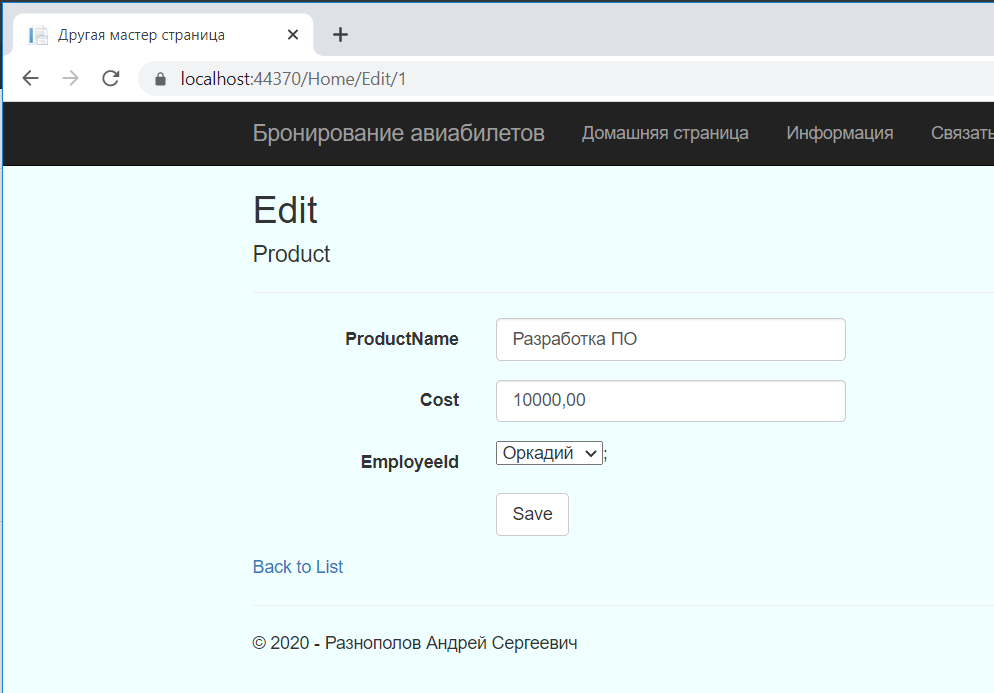 Другая мастер страница
localhost:44370/Home/Edit/1
Бронирование авиабилетов Домашняя страница Информация Связать
Edit
Product
ProductName Разработка ПО
Cost 10000,00
EmployeeId Оркадий ;
Save
Back to List
© 2020 - Разнополов Андрей Сергеевич